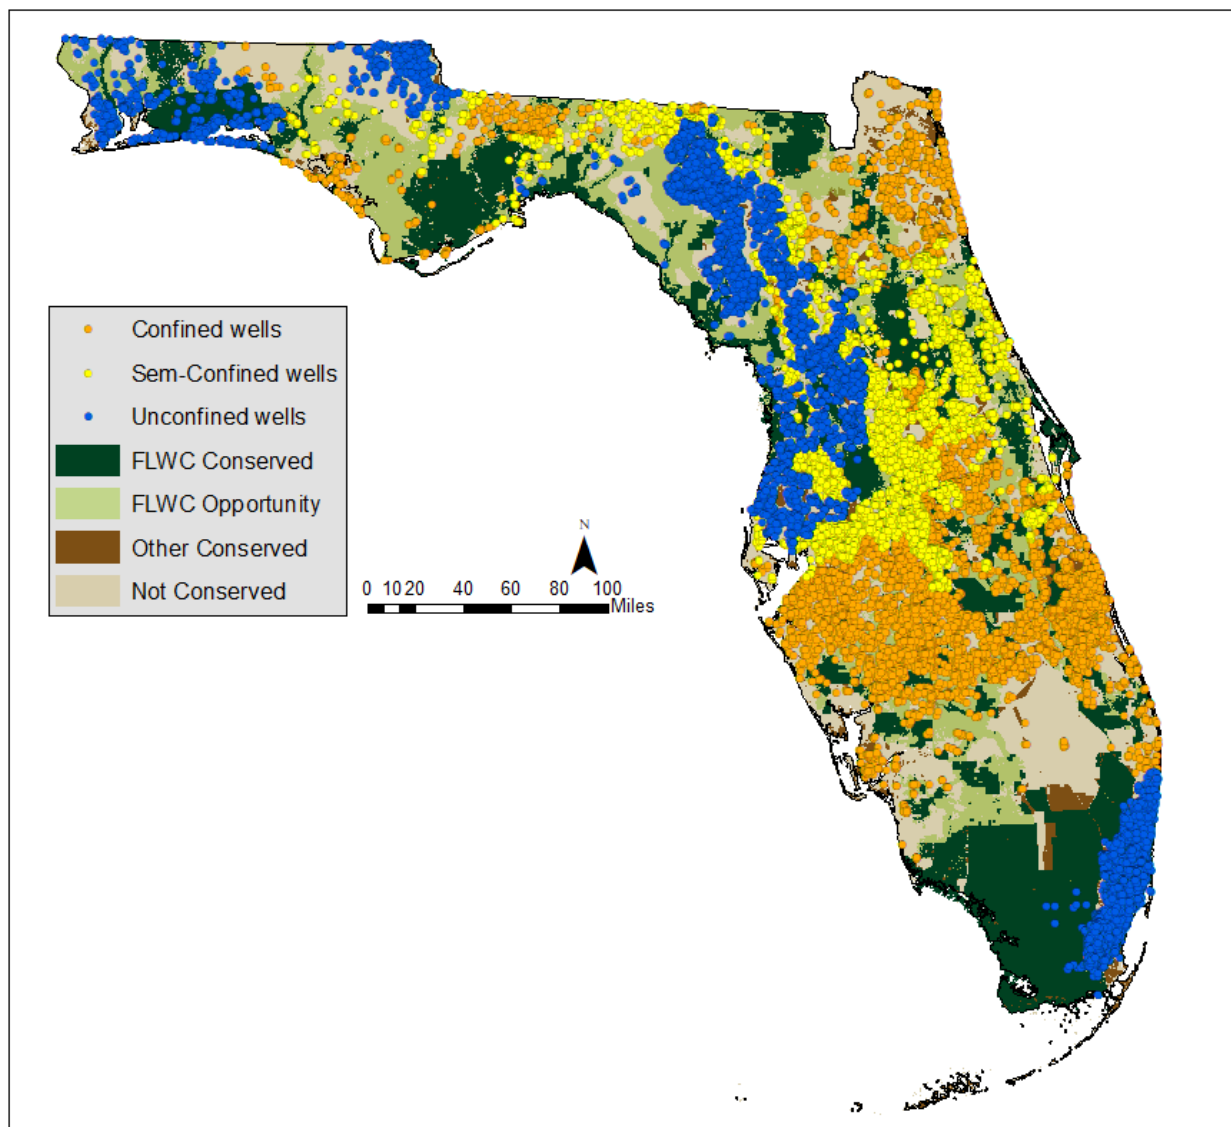 Confined wells
Sem-Confined wells
Unconfined wells
FLWC Conserved
FLWC Opportunity
Other Conserved
Not Conserved
N
0 10 20 40 60 80 100
Miles